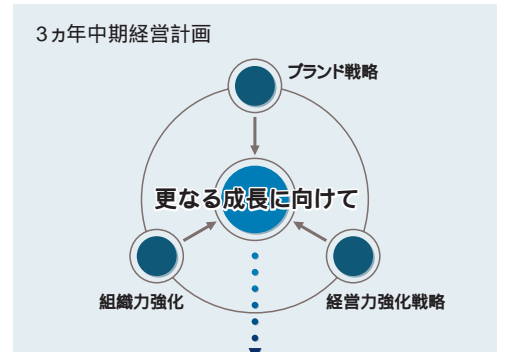 3ヵ年中期経営計画
ブランド戦略
更なる成長に向けて
組織力強化
経営力強化戦略